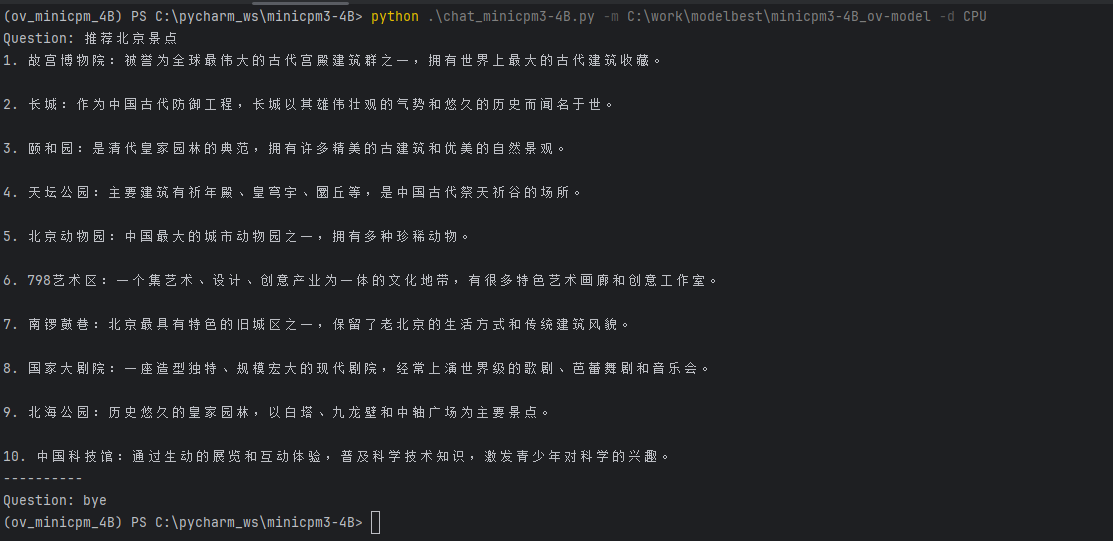 (ov_minicpm_4B) PS C:\pycharm_ws\minicpm3-4B> python .\chat_minicpm3-4B.py -m C:\work\modelbest\minicpm3-4B_ov-model -d CPU
Question: 推荐北京景点
1. 故宫博物院：被誉为全球最伟大的古代宫殿建筑群之一，拥有世界上最大的古代建筑收藏。
2. 长城：作为中国古代防御工程，长城以其雄伟壮观的气势和悠久的历史而闻名于世。
3. 颐和园：是清代皇家园林的典范，拥有许多精美的古建筑和优美的自然景观。
4. 天坛公园：主要建筑有祈年殿、皇穹宇、圜丘等，是中国古代祭天祈谷的场所。
5. 北京动物园：中国最大的城市动物园之一，拥有多种珍稀动物。
6. 798艺术区：一个集艺术、设计、创意产业为一体的文化地带，有很多特色艺术画廊和创意工作室。
7. 南锣鼓巷：北京最具有特色的旧城区之一，保留了老北京的生活方式和传统建筑风貌。
8. 国家大剧院：一座造型独特、规模宏大的现代剧院，经常上演世界级的歌剧、芭蕾舞剧和音乐会。
9. 北海公园：历史悠久的皇家园林，以白塔、九龙壁和中轴广场为主要景点。
10. 中国科技馆：通过生动的展览和互动体验，普及科学技术知识，激发青少年对科学的兴趣。
----------
Question: bye
(ov_minicpm_4B) PS C:\pycharm_ws\minicpm3-4B>